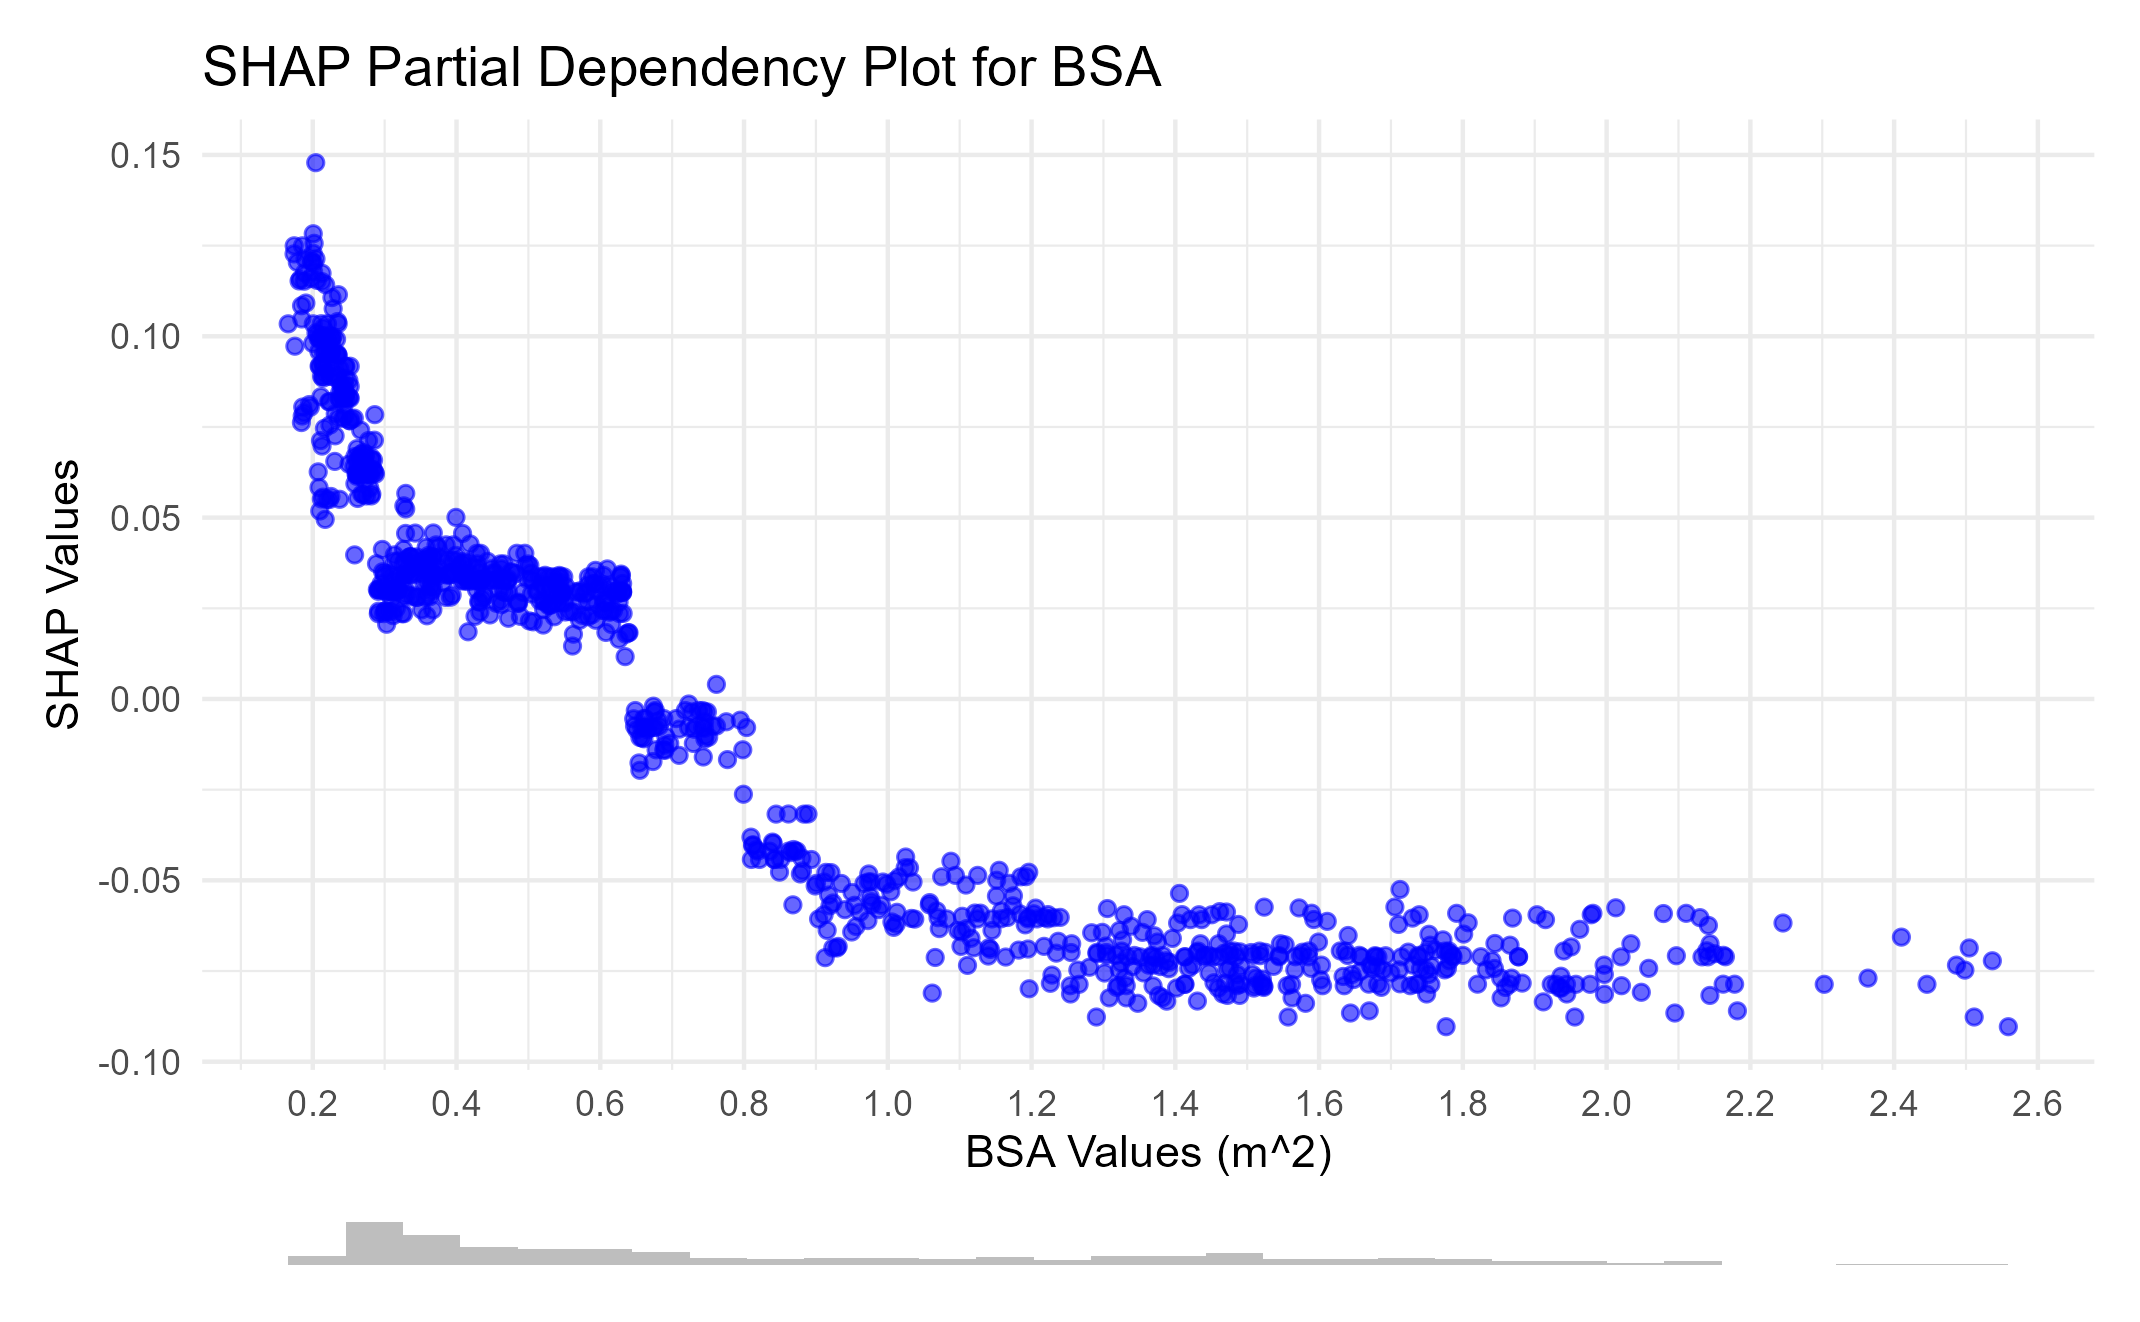 SHAP Partial Dependency Plot for BSA
SHAP Values
0.15
0.10
0.05
0.00
-0.05
-0.10
0.2 0.4 0.6 0.8 1.0 1.2 1.4 1.6 1.8 2.0 2.2 2.4 2.6
BSA Values (m^2)